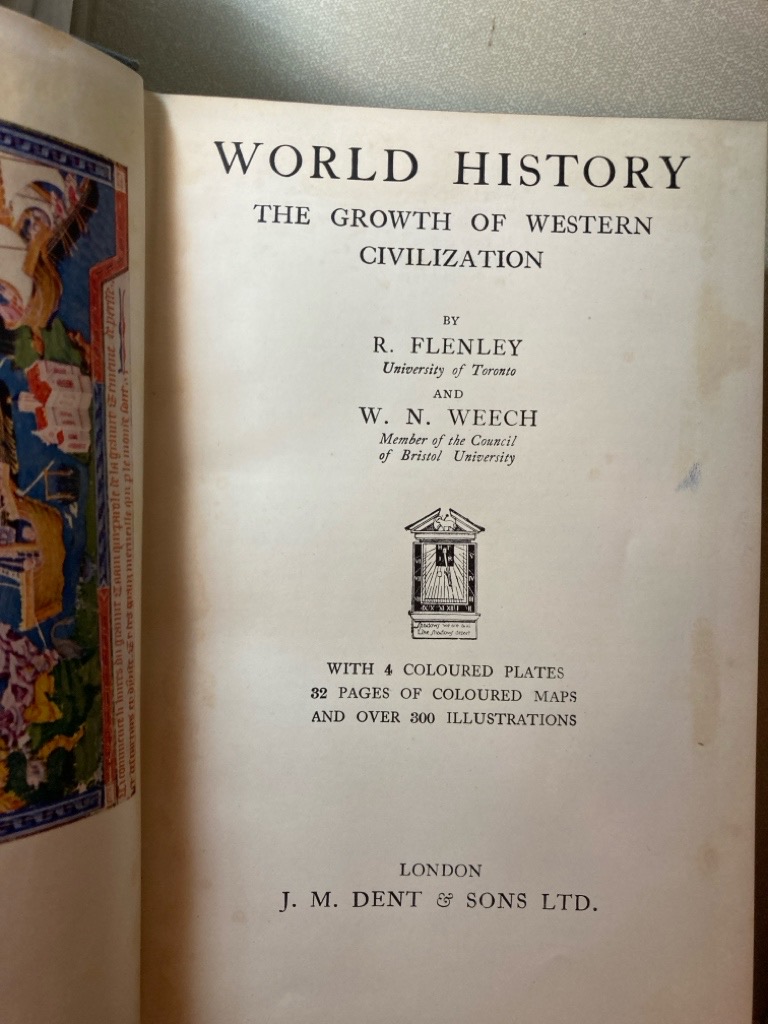 WORLD HISTORY
THE GROWTH OF WESTERN
CIVILIZATION
BY
R. FLENLEY
University of Toronto
AND
W. N. WEECH
Member of the Council
of Bristol University
WITH 4 COLOURED PLATES
32 PAGES OF COLOURED MAPS
AND OVER 300 ILLUSTRATIONS
LONDON
J. M. DENT & SONS LTD.